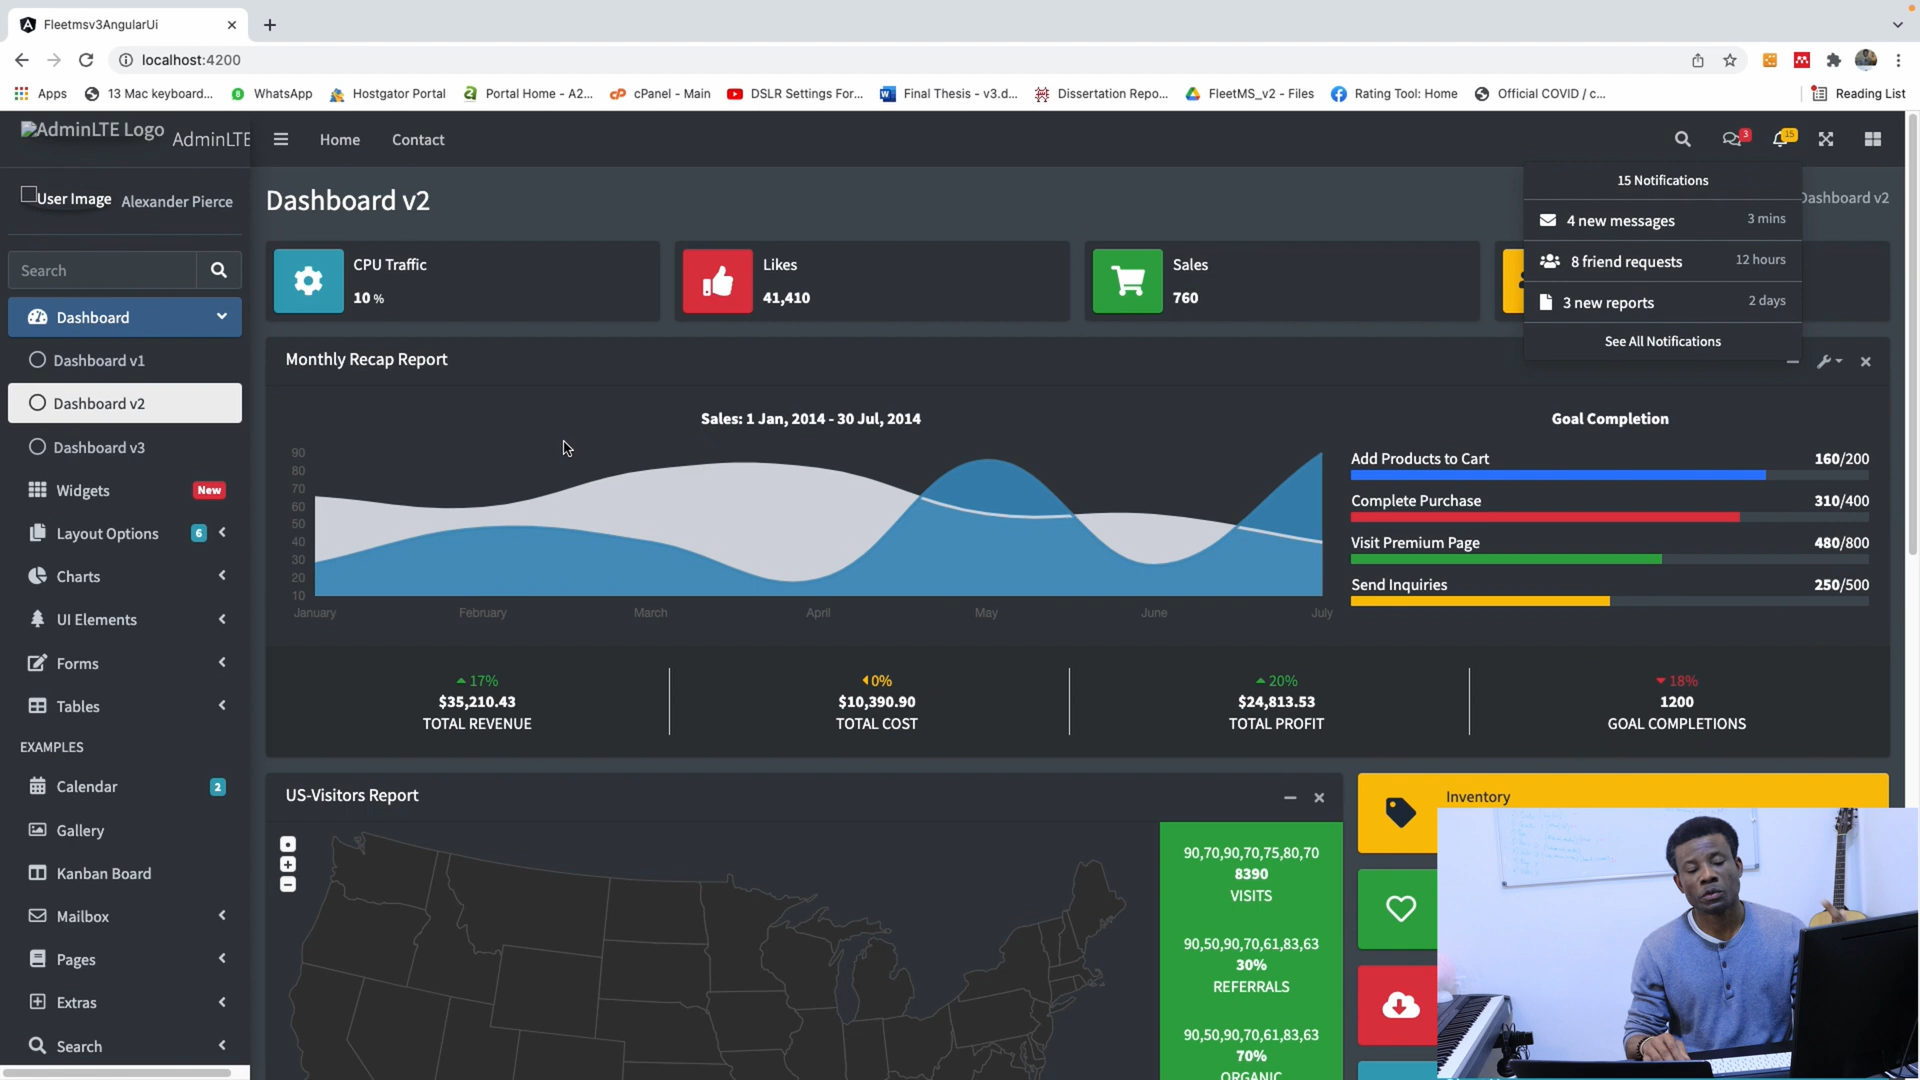 Fleetmsv3AngularUi
localhost:4200
Apps
13 Mac keyboard...
WhatsApp
Hostgator Portal
Portal Home - A2...
cPanel - Main
DSLR Settings For...
Final Thesis - v3.d...
Dissertation Repo...
FleetMS_v2 - Files
Rating Tool: Home
Official COVID / c...
Reading List
AdminLTE Logo
AdminLTE
Home
Contact
3
15
User Image
Alexander Pierce
Search
Dashboard
Dashboard v1
Dashboard v2
Dashboard v3
Widgets
New
Layout Options
6
Charts
UI Elements
Forms
Tables
EXAMPLES
Calendar
2
Gallery
Kanban Board
Mailbox
Pages
Extras
Search
Dashboard v2
Dashboard v2
15 Notifications
4 new messages
3 mins
8 friend requests
12 hours
3 new reports
2 days
See All Notifications
CPU Traffic
10 %
Likes
41,410
Sales
760
Monthly Recap Report
Sales: 1 Jan, 2014 - 30 Jul, 2014
90
80
70
60
50
40
30
20
10
January
February
March
April
May
June
July
Goal Completion
Add Products to Cart
160/200
Complete Purchase
310/400
Visit Premium Page
480/800
Send Inquiries
250/500
17%
$35,210.43
TOTAL REVENUE
0%
$10,390.90
TOTAL COST
20%
$24,813.53
TOTAL PROFIT
18%
1200
GOAL COMPLETIONS
US-Visitors Report
90,70,90,70,75,80,70
8390
VISITS
90,50,90,70,61,83,63
30%
REFERRALS
90,50,90,70,61,83,63
70%
ORGANIC
Inventory